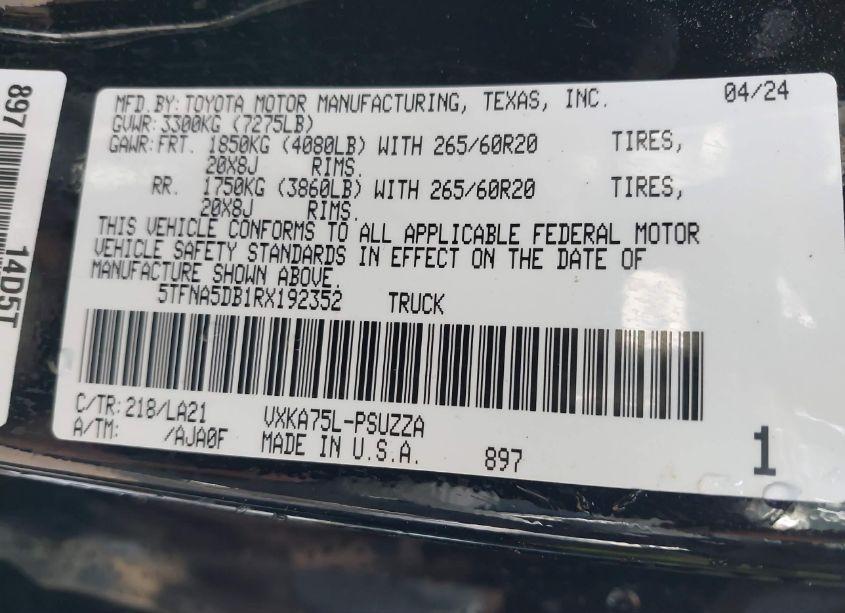 MFD.BY:TOYOTA MOTOR MANUFACTURING, TEXAS, INC. 04/24
GVWR:3300KG (7275LB)
GAWR:FRT. 1850KG (4080LB) WITH 265/60R20 TIRES,
20X8J RIMS.
RR. 1750KG (3860LB) WITH 265/60R20 TIRES,
20X8J RIMS.
THIS VEHICLE CONFORMS TO ALL APPLICABLE FEDERAL MOTOR
VEHICLE SAFETY STANDARDS IN EFFECT ON THE DATE OF
MANUFACTURE SHOWN ABOVE.
5TFNA5DB1RX192352 TRUCK
C/TR:218/LA21 VXKA75L-PSUZZA
A/TM: /AJA0F MADE IN U.S.A. 897
1
897
14D5T